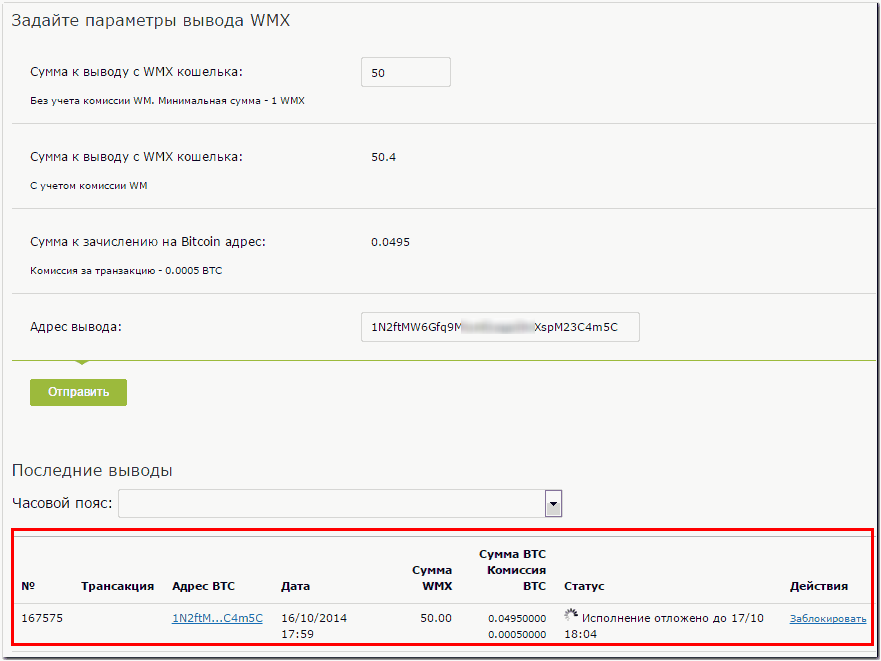 Задайте параметры вывода WMX
Сумма к выводу с WMX кошелька: 50
Без учета комиссии WM. Минимальная сумма - 1 WMX
Сумма к выводу с WMX кошелька: 50.4
С учетом комиссии WM
Сумма к зачислению на Bitcoin адрес: 0.0495
Комиссия за транзакцию - 0.0005 BTC
Адрес вывода: 1N2ftMW6Gfq9M XspM23C4m5C
Отправить
Последние выводы
Часовой пояс:
№ Трансакция Адрес BTC Дата Сумма WMX Сумма BTC Комиссия BTC Статус Действия
167575 1N2ftM...C4m5C 16/10/2014 50.00 0.04950000 Исполнение отложено до 17/10 Заблокировать
17:59 0.00050000 18:04